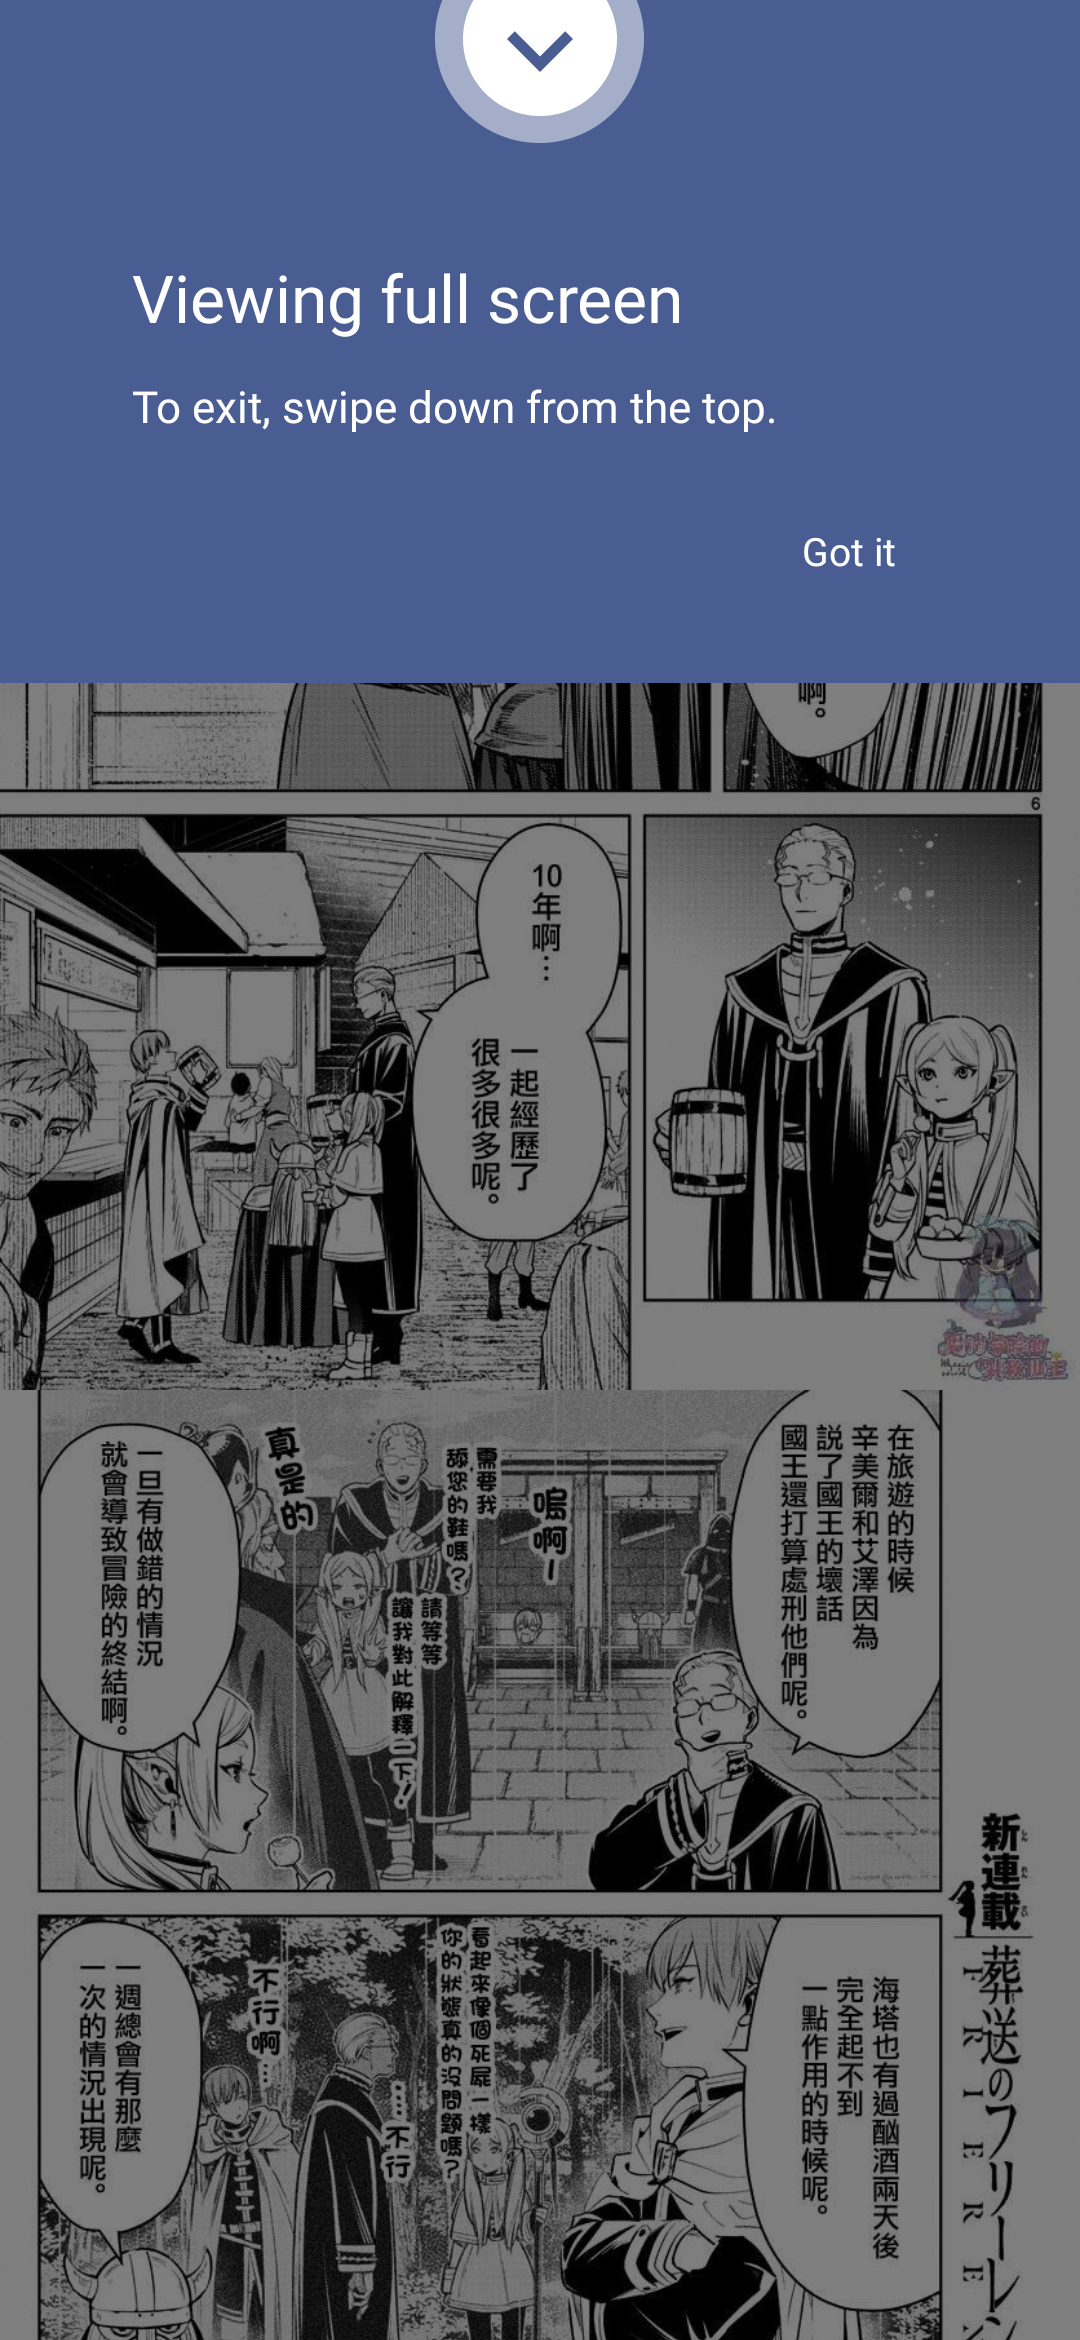 Viewing full screen
To exit, swipe down from the top.
Got it
啊。
6
10年啊…
一起經歷了
很多很多呢。
在旅遊的時候
辛美爾和艾澤因為
説了國王的壞話
國王還打算處刑他們呢。
嗚啊ー
需要我
舔您的鞋嗎？
請等等
讓我對此解釋一下！
真是的
一旦有做錯的情況
就會導致冒險的終結啊。
新連載
葬送のフリーレン
FRIEREN
海塔也有過酗酒兩天後
完全起不到
一點作用的時候呢。
看起來像個死屍一樣
你的狀態真的沒問題嗎？
……不行
不行啊…
一週總會有那麼
一次的情況出現呢。